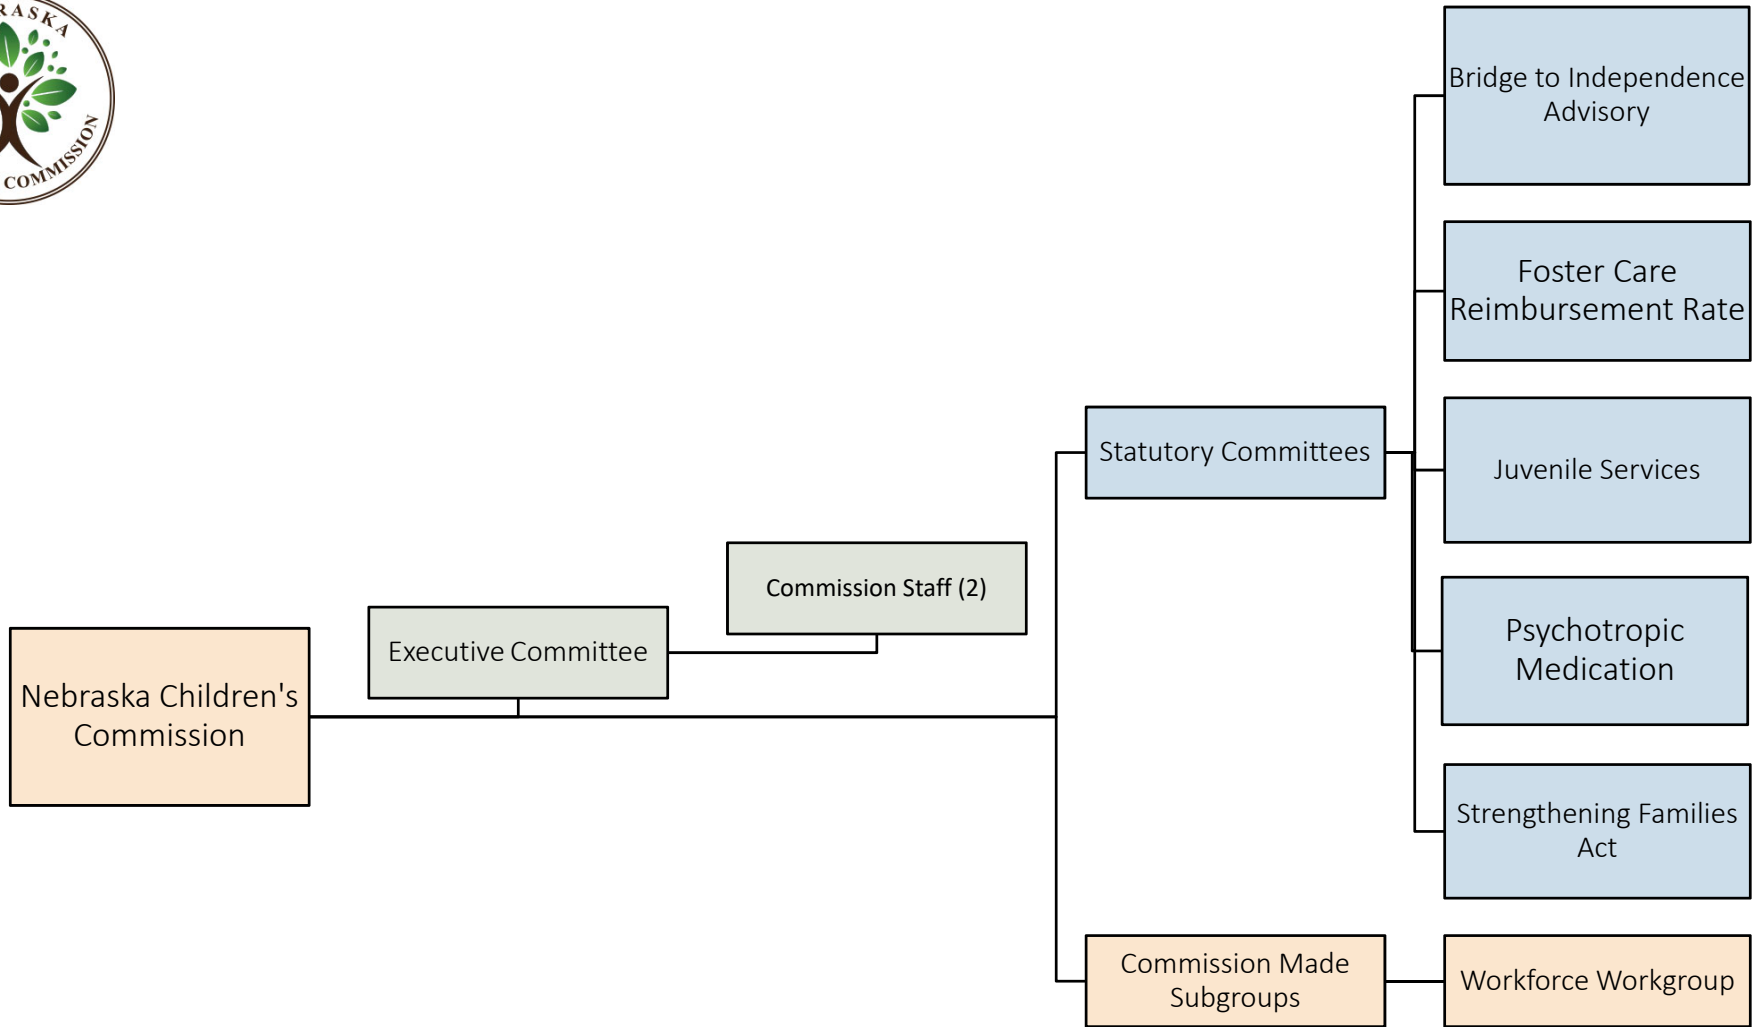 COMMISSION
Bridge to Independence
Advisory
Foster Care
Reimbursement Rate
Statutory Committees
Juvenile Services
Commission Staff (2)
Executive Committee
Psychotropic
Medication
Nebraska Children's
Commission
Strengthening Families
Act
Commission Made
Subgroups
Workforce Workgroup